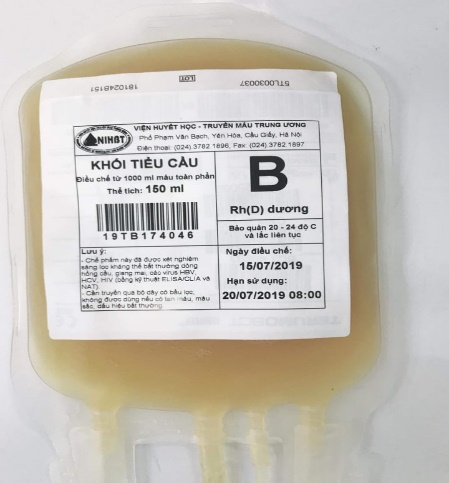 5TL0030037
LOT
181024B151
NIHBT
VIỆN HUYẾT HỌC - TRUYỀN MÁU TRUNG ƯƠNG
Phố Phạm Văn Bạch, Yên Hòa, Cầu Giấy, Hà Nội
Điện thoại: (024) 3782 1896, Fax: (024) 3782 1897
KHỐI TIỂU CẦU
Điều chế từ 1000 ml máu toàn phần
Thể tích: 150 ml
19TB174046
B
Rh(D) dương
Bảo quản 20 - 24 độ C
và lắc liên tục
Lưu ý:
- Chế phẩm này đã được xét nghiệm
sàng lọc kháng thể bất thường dòng
hồng cầu, giang mai, các virus HBV,
HCV, HIV (bằng kỹ thuật ELISA/CLIA và
NAT).
- Cần truyền qua bộ dây có bầu lọc,
không được dùng nếu có tan máu, màu
sắc, dấu hiệu bất thường.
Ngày điều chế:
15/07/2019
Hạn sử dụng:
20/07/2019 08:00